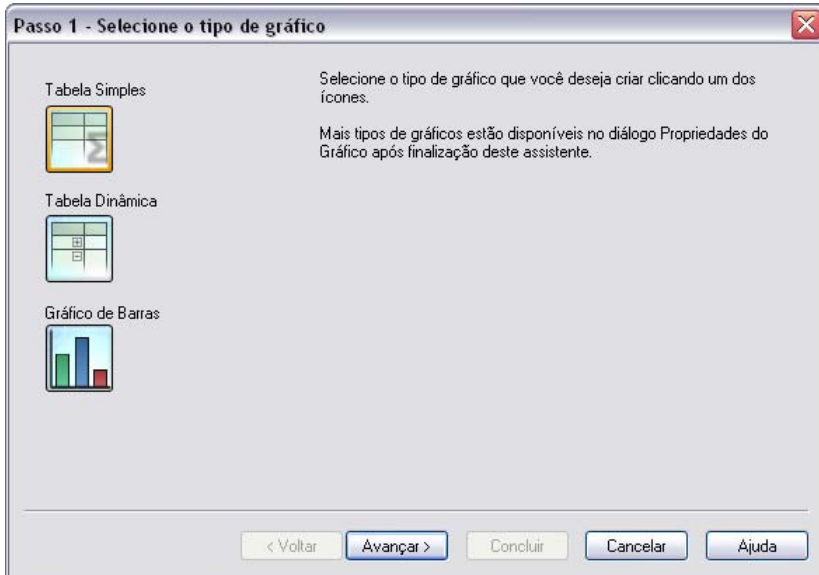 Passo 1 - Selecione o tipo de gráfico
Tabela Simples
Selecione o tipo de gráfico que você deseja criar clicando um dos
ícones.
Mais tipos de gráficos estão disponíveis no diálogo Propriedades do
Gráfico após finalização deste assistente.
Tabela Dinâmica
Gráfico de Barras
< Voltar
Avançar >
Concluir
Cancelar
Ajuda